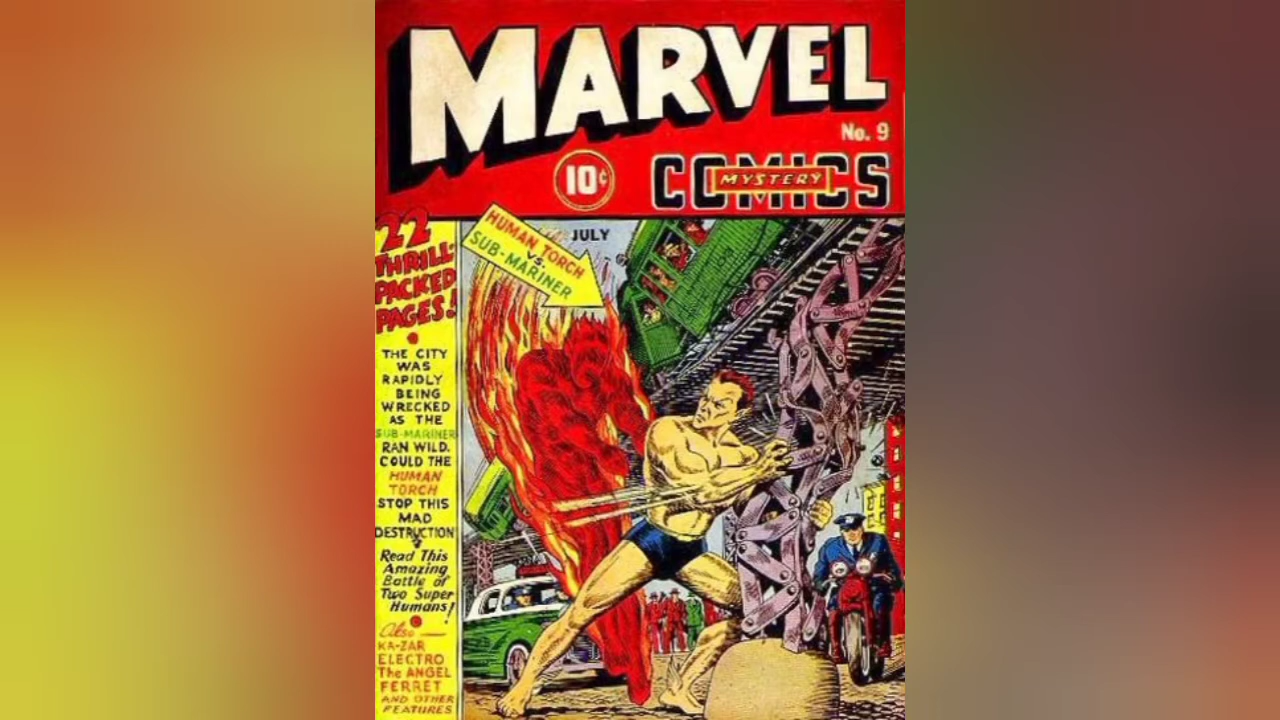 MARVEL
No. 9
10¢
COMICS
MYSTERY
22
THRILL-
PACKED
PAGES!
JULY
HUMAN TORCH
VS.
SUB-MARINER
THE CITY
WAS
RAPIDLY
BEING
WRECKED
AS THE
SUB-MARINER
RAN WILD.
COULD THE
HUMAN
TORCH
STOP THIS
MAD
DESTRUCTION
?
Read This
Amazing
Battle of
Two Super
Humans!
Also
KA-ZAR
ELECTRO
The ANGEL
FERRET
AND OTHER
FEATURES